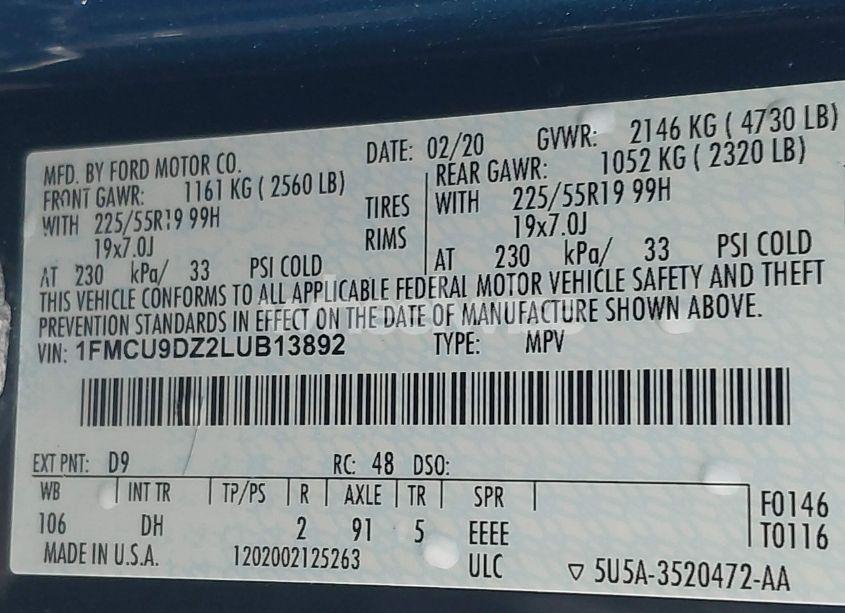 MFD. BY FORD MOTOR CO. DATE: 02/20 GVWR: 2146 KG ( 4730 LB)
FRONT GAWR: 1161 KG ( 2560 LB) REAR GAWR: 1052 KG ( 2320 LB)
WITH 225/55R19 99H TIRES WITH 225/55R19 99H
19x7.0J RIMS 19x7.0J
AT 230 kPa/ 33 PSI COLD AT 230 kPa/ 33 PSI COLD
THIS VEHICLE CONFORMS TO ALL APPLICABLE FEDERAL MOTOR VEHICLE SAFETY AND THEFT
PREVENTION STANDARDS IN EFFECT ON THE DATE OF MANUFACTURE SHOWN ABOVE.
VIN: 1FMCU9DZ2LUB13892 TYPE: MPV
EXT PNT: D9 RC: 48 DSO:
WB INT TR TP/PS R AXLE TR SPR F0146
106 DH 2 91 5 EEEE T0116
MADE IN U.S.A. 1202002125263 ULC ▽ 5U5A-3520472-AA